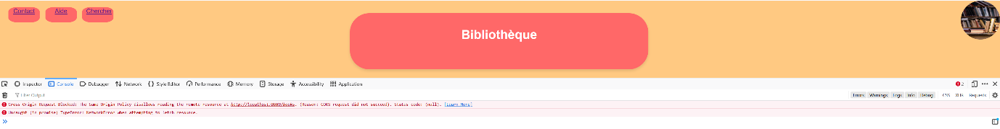 Contact Aide Chercher
Bibliothèque
Inspector Console Debugger Network Style Editor Performance Memory Storage Accessibility Application 2
Filter Output Errors Warnings Logs Info Debug CSS XHR Requests
Cross-Origin Request Blocked: The Same Origin Policy disallows reading the remote resource at http://localhost:8080/books. (Reason: CORS request did not succeed). Status code: (null). [Learn More]
Uncaught (in promise) TypeError: NetworkError when attempting to fetch resource.